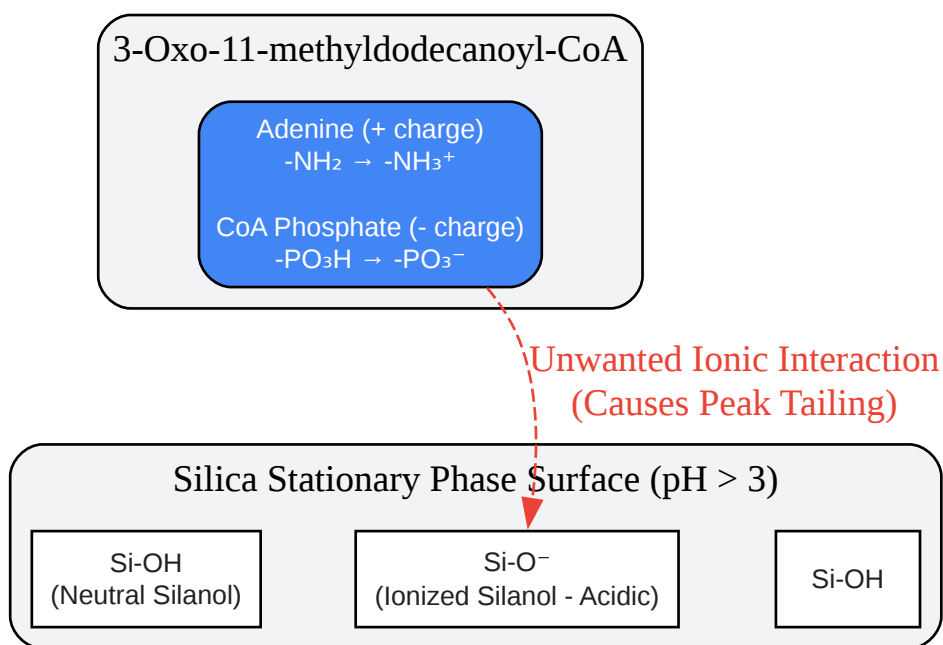 3-Oxo-11-methyldodecanoyl-CoA
Adenine (+ charge)
-NH₂ → -NH₃⁺
CoA Phosphate (- charge)
-PO₃H → -PO₃⁻
Unwanted Ionic Interaction
(Causes Peak Tailing)
Silica Stationary Phase Surface (pH > 3)
Si-OH
(Neutral Silanol)
Si-O⁻
(Ionized Silanol - Acidic)
Si-OH